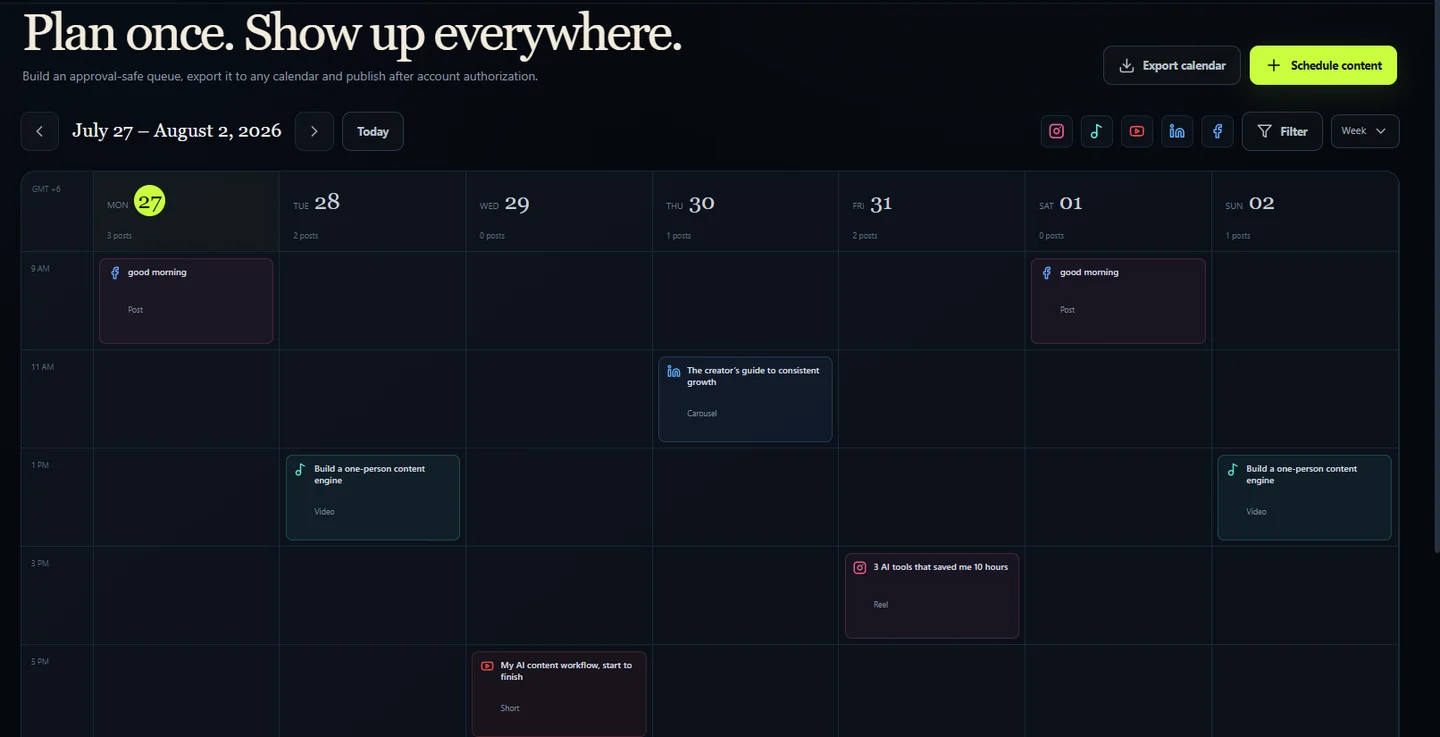 Plan once. Show up everywhere.
Build an approval-safe queue, export it to any calendar and publish after account authorization.
Export calendar
Schedule content
July 27 – August 2, 2026
Today
Filter
Week
GMT +6
MON 27
3 posts
TUE 28
2 posts
WED 29
0 posts
THU 30
1 posts
FRI 31
2 posts
SAT 01
0 posts
SUN 02
1 posts
9 AM
good morning
Post
good morning
Post
11 AM
The creator's guide to consistent
growth
Carousel
1 PM
Build a one-person content
engine
Video
Build a one-person content
engine
Video
3 PM
3 AI tools that saved me 10 hours
Reel
5 PM
My AI content workflow, start to
finish
Short